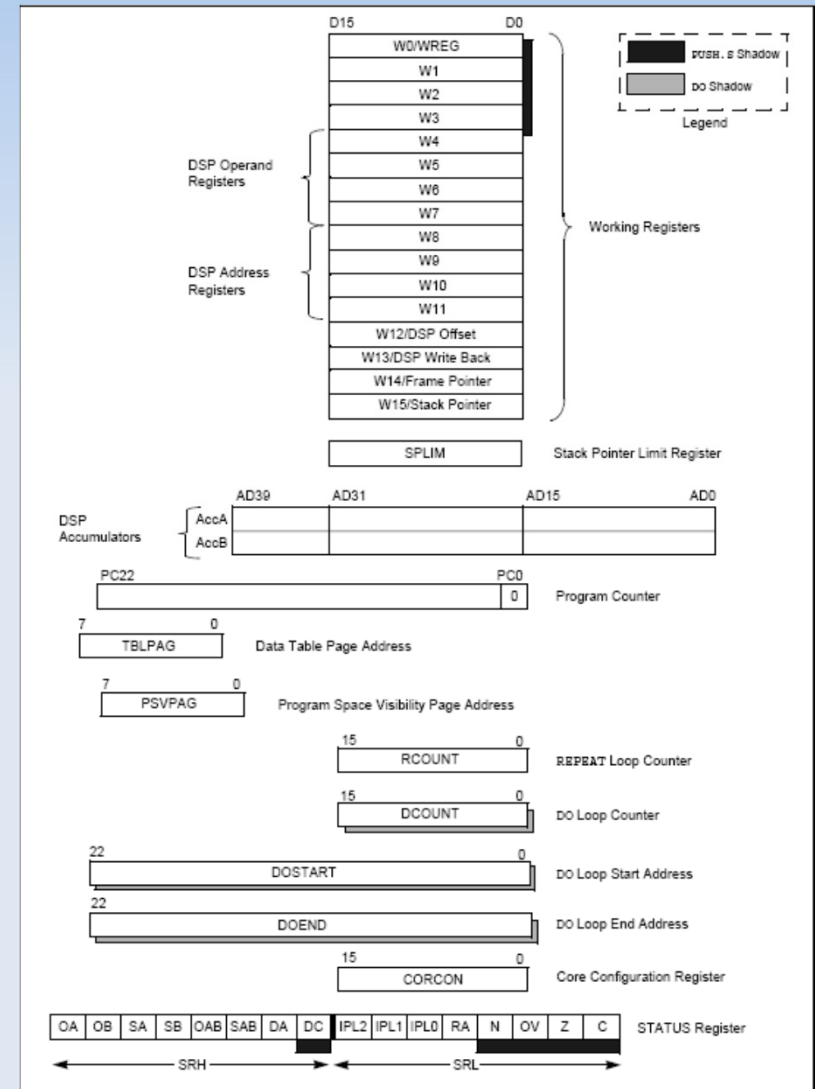 D15 D0
W0/WREG
PUSH.S Shadow
W1
DO Shadow
W2
Legend
W3
W4
DSP Operand
Registers
W5
W6
W7
Working Registers
W8
W9
DSP Address
Registers
W10
W11
W12/DSP Offset
W13/DSP Write Back
W14/Frame Pointer
W15/Stack Pointer
SPLIM Stack Pointer Limit Register
AD39 AD31 AD15 AD0
DSP
Accumulators
AccA
AccB
PC22 PC0
0 Program Counter
7 0
TBLPAG Data Table Page Address
7 0
PSVPAG Program Space Visibility Page Address
15 0
RCOUNT REPEAT Loop Counter
15 0
DCOUNT DO Loop Counter
22 0
DOSTART DO Loop Start Address
22
DOEND DO Loop End Address
15 0
CORCON Core Configuration Register
OA OB SA SB OAB SAB DA DC IPL2 IPL1 IPL0 RA N OV Z C STATUS Register
SRH SRL